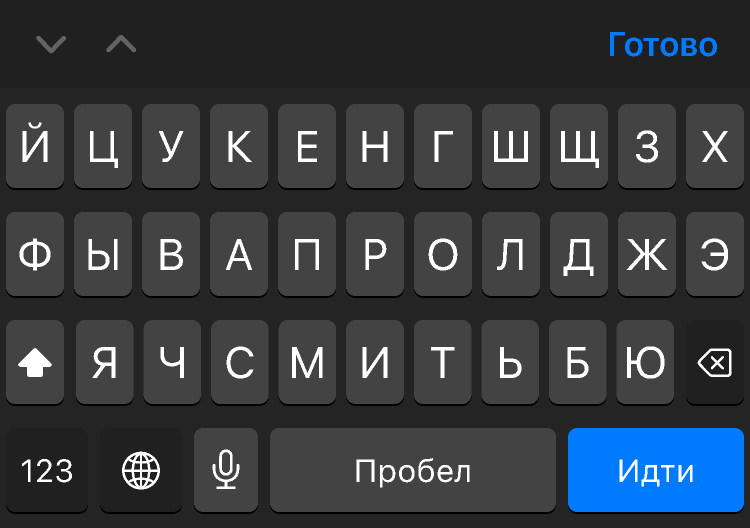 Готово
Й Ц У К Е Н Г Ш Щ З Х
Ф Ы В А П Р О Л Д Ж Э
Я Ч С М И Т Ь Б Ю
123 Пробел Идти